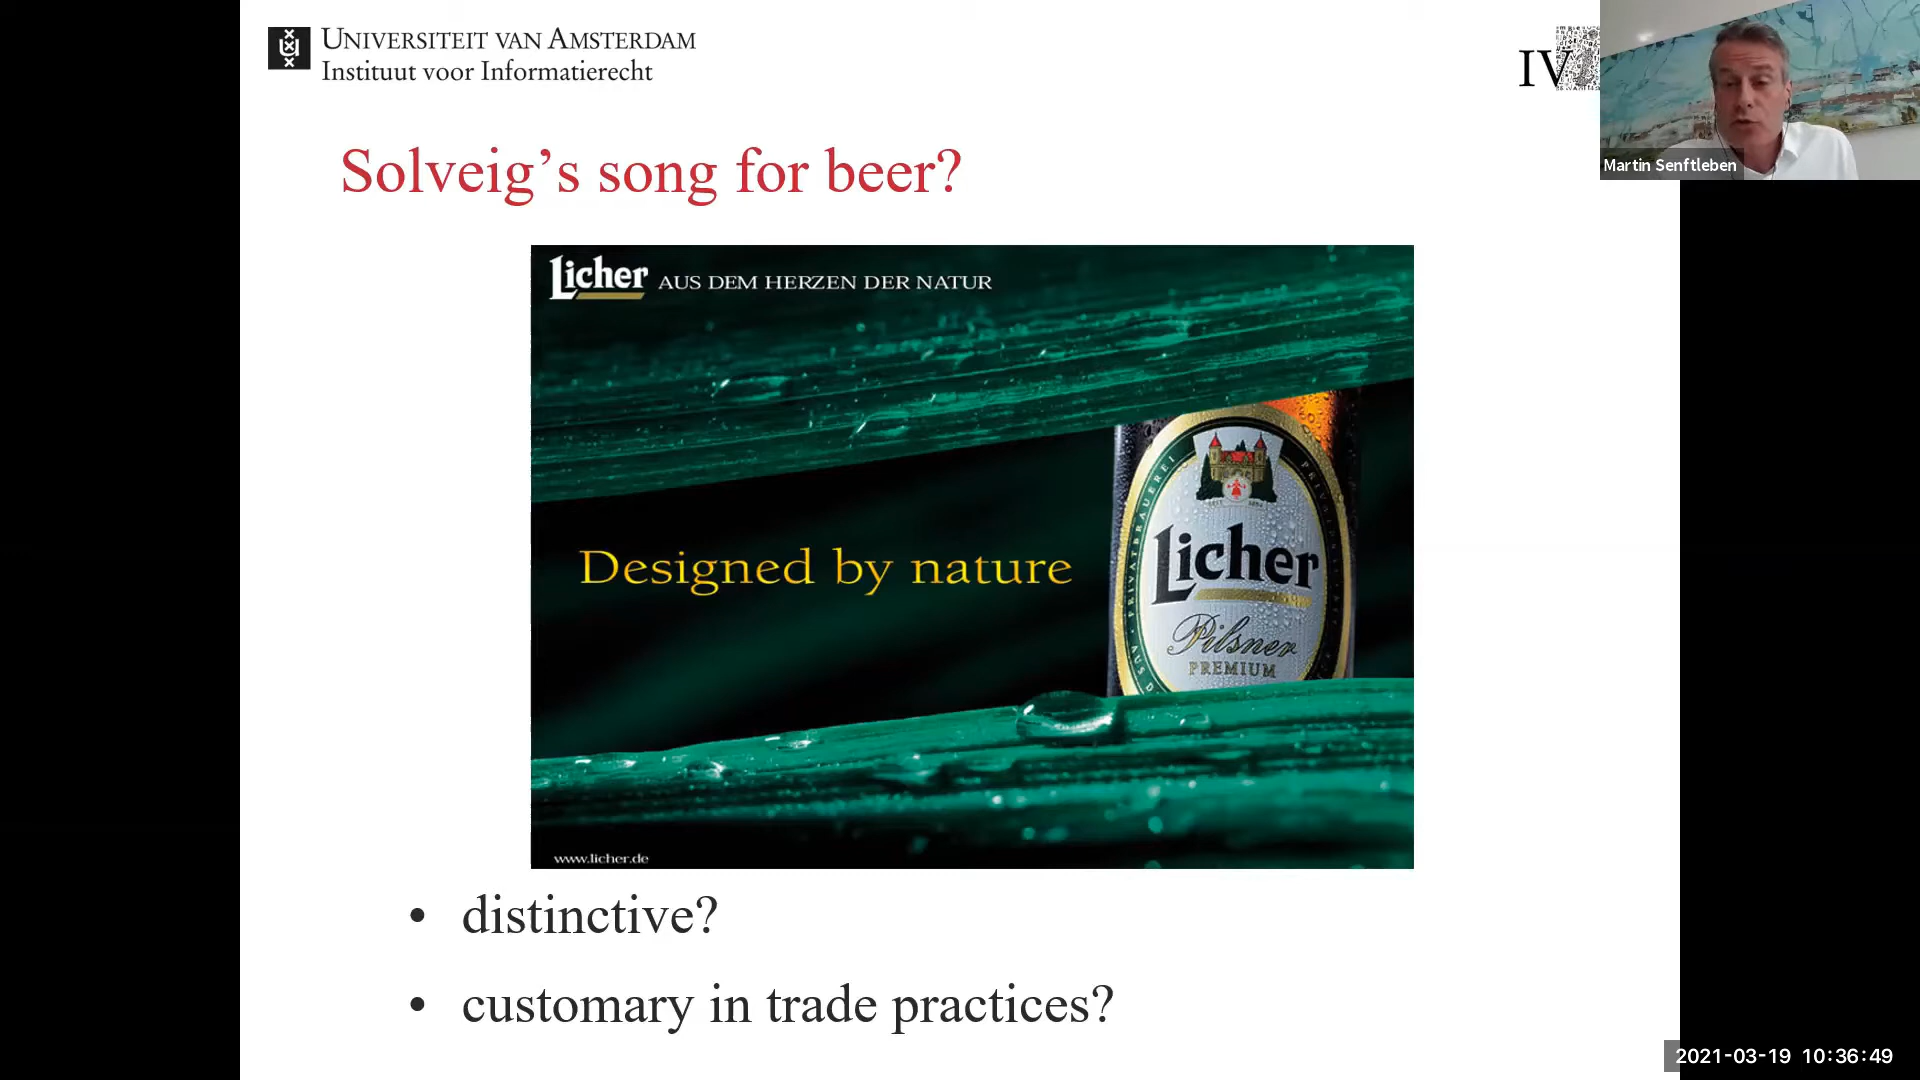 UNIVERSITEIT VAN AMSTERDAM
Instituut voor Informatierecht
Martin Senftleben
Solveig's song for beer?
Licher AUS DEM HERZEN DER NATUR
Designed by nature
Licher
Pilsner
PREMIUM
www.licher.de
• distinctive?
• customary in trade practices?
2021-03-19 10:36:49